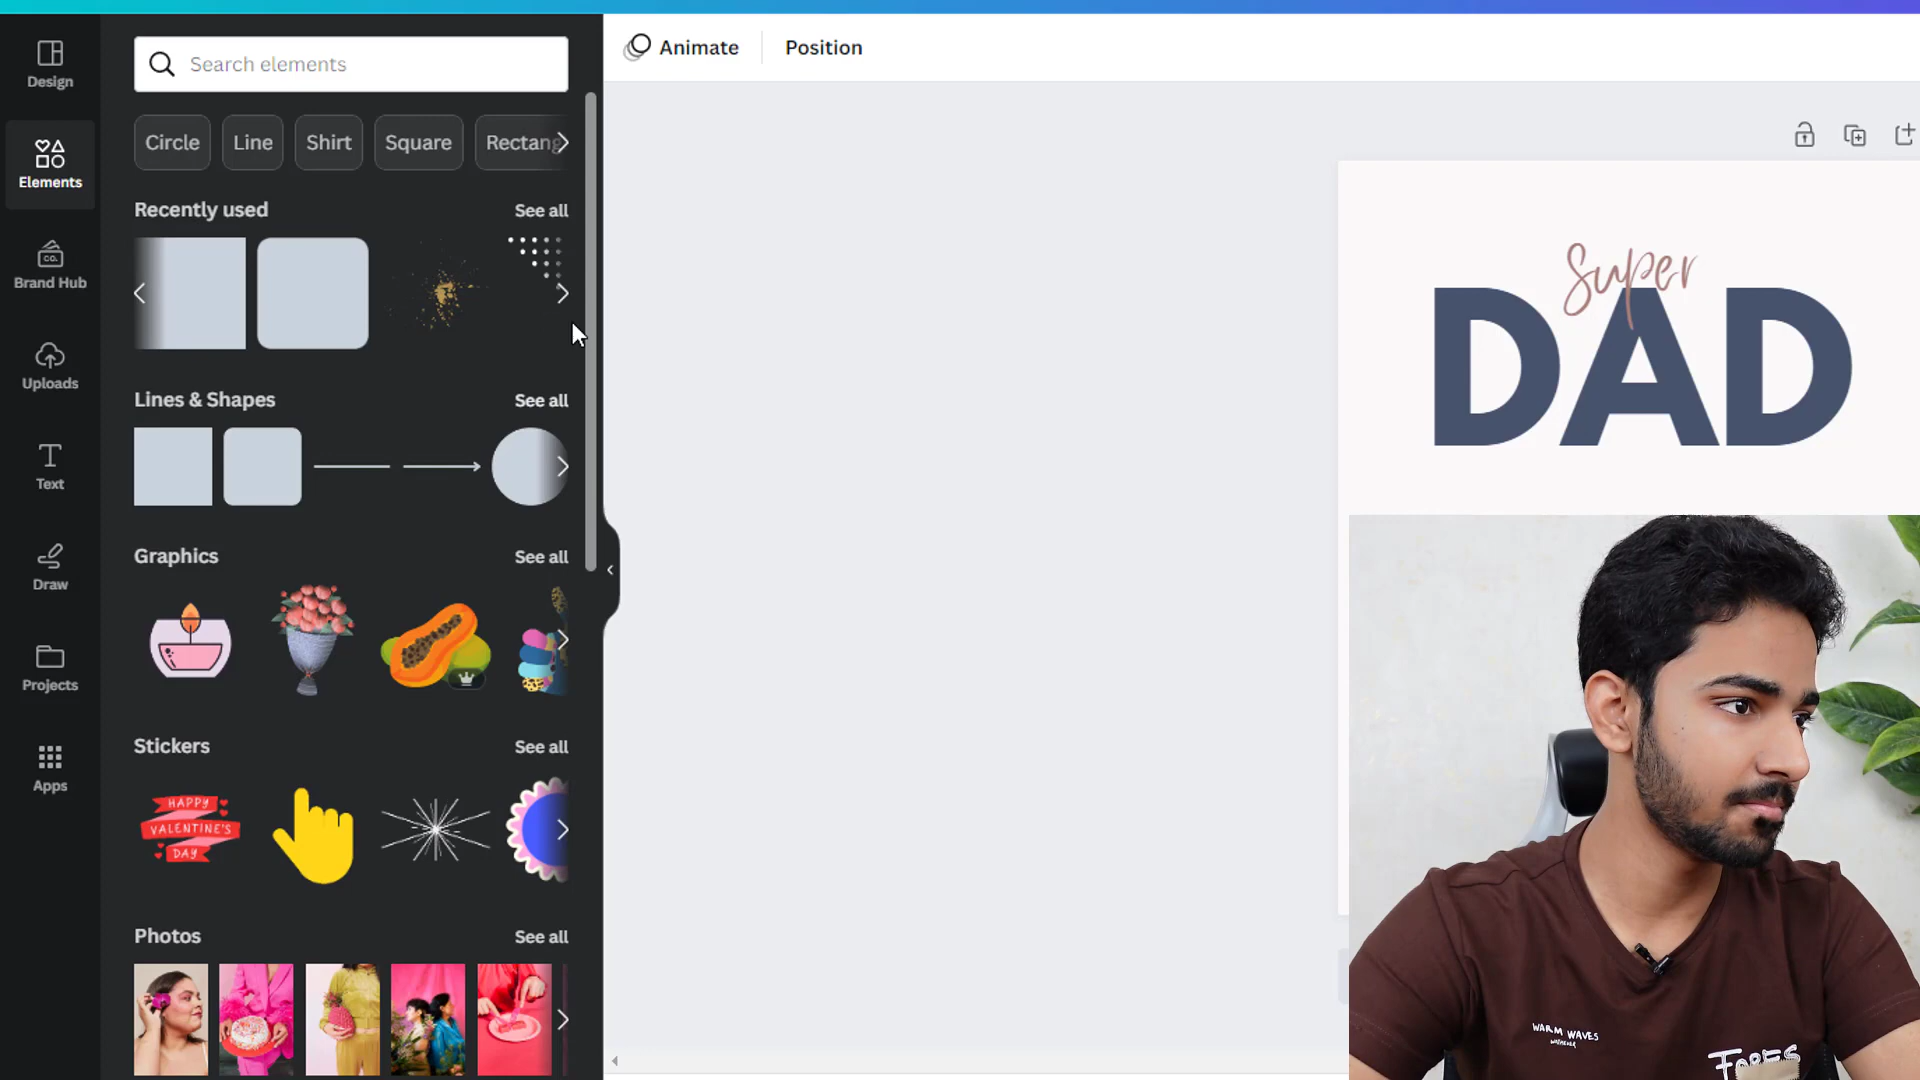 Design
Elements
Brand Hub
CO.
Uploads
Text
Draw
Projects
Apps
Search elements
Circle
Line
Shirt
Square
Rectang
Recently used
See all
Lines & Shapes
See all
Graphics
See all
Stickers
See all
HAPPY
VALENTINE'S
DAY
Photos
See all
Animate
Position
Super
DAD
WARM WAVES